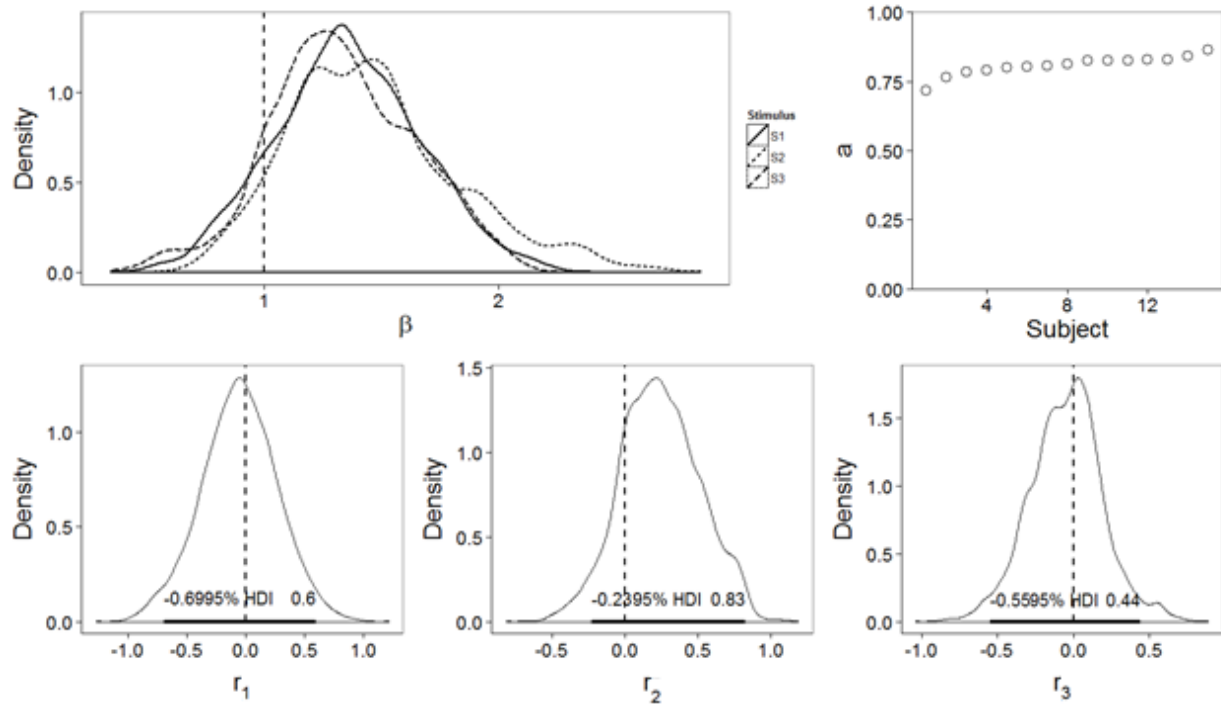 Density
1.0
0.5
0.0
1
2
β
Stimulus
S1
S2
S3
a
1.00
0.75
0.50
0.25
0.00
4
8
12
Subject
Density
1.0
0.5
0.0
-0.6995% HDI 0.6
-1.0
-0.5
0.0
0.5
1.0
r1
Density
1.5
1.0
0.5
0.0
-0.2395% HDI 0.83
-0.5
0.0
0.5
1.0
r2
Density
1.5
1.0
0.5
0.0
-0.5595% HDI 0.44
-1.0
-0.5
0.0
0.5
r3